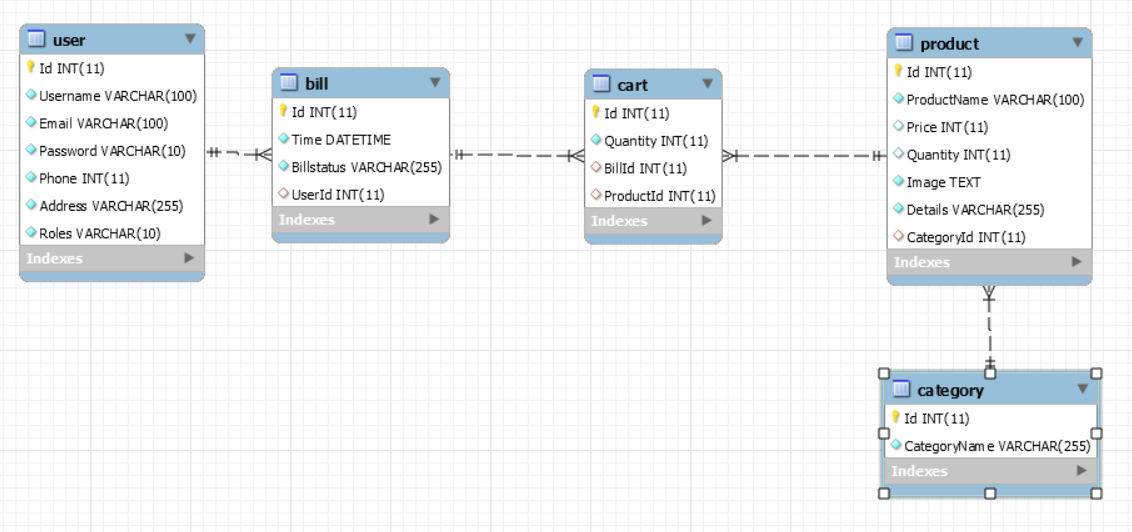 user
Id INT(11)
Username VARCHAR(100)
Email VARCHAR(100)
Password VARCHAR(10)
Phone INT(11)
Address VARCHAR(255)
Roles VARCHAR(10)
Indexes
bill
Id INT(11)
Time DATETIME
Billstatus VARCHAR(255)
UserId INT(11)
Indexes
cart
Id INT(11)
Quantity INT(11)
BillId INT(11)
ProductId INT(11)
Indexes
product
Id INT(11)
ProductName VARCHAR(100)
Price INT(11)
Quantity INT(11)
Image TEXT
Details VARCHAR(255)
CategoryId INT(11)
Indexes
category
Id INT(11)
CategoryName VARCHAR(255)
Indexes